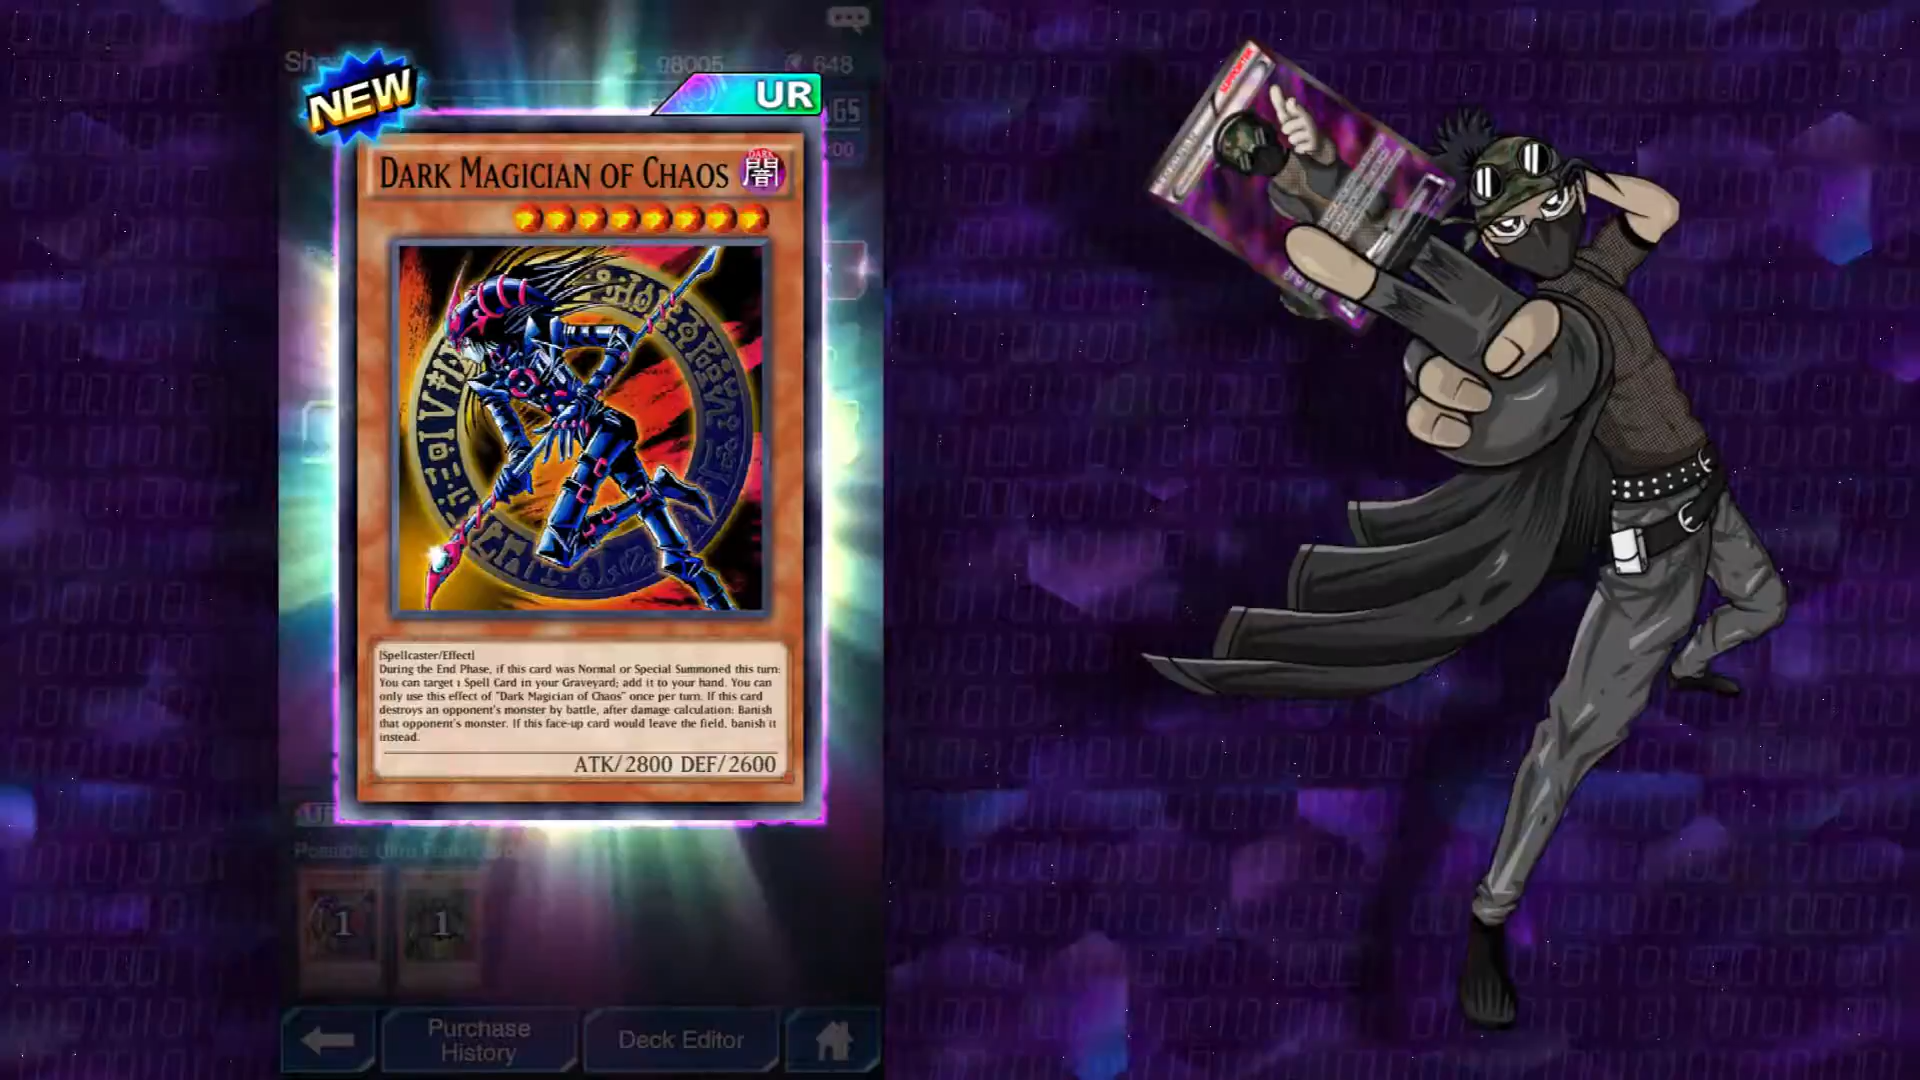 98005
648
NEW
UR
DARK MAGICIAN OF CHAOS
DARK
闇
[Spellcaster/Effect]
During the End Phase, if this card was Normal or Special Summoned this turn:
You can target 1 Spell Card in your Graveyard; add it to your hand. You can
only use this effect of "Dark Magician of Chaos" once per turn. If this card
destroys an opponent's monster by battle, after damage calculation: Banish
that opponent's monster. If this face-up card would leave the field, banish it
instead.
ATK/2800 DEF/2600
1
1
Purchase
History
Deck Editor